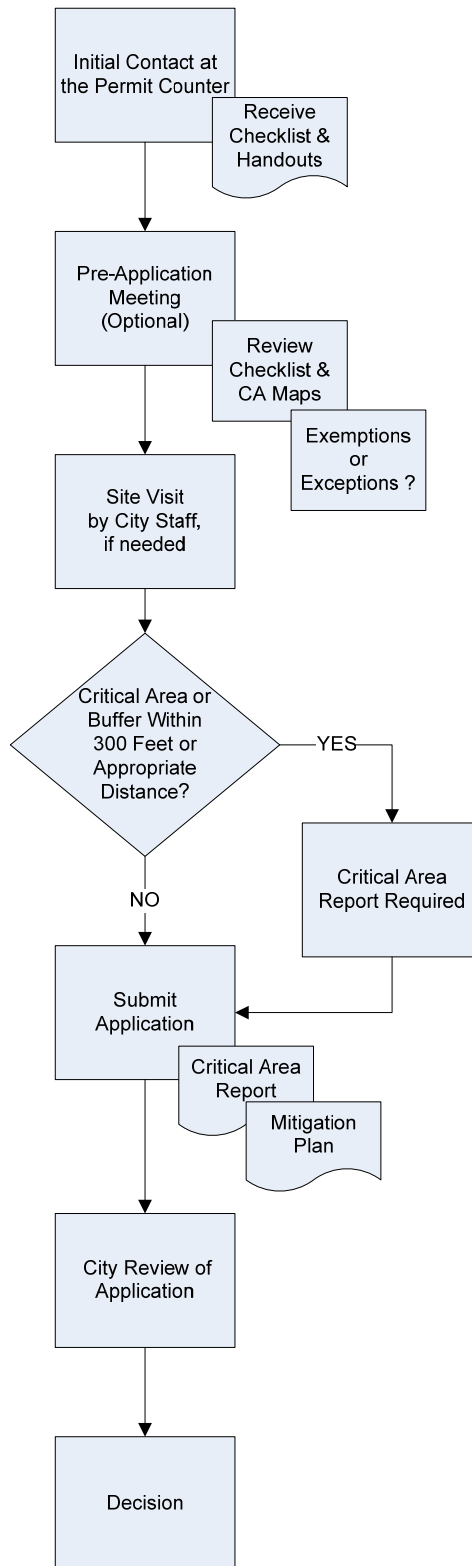 Initial Contact at
the Permit Counter
Receive
Checklist &
Handouts
Pre-Application
Meeting
(Optional)
Review
Checklist &
CA Maps
Exemptions
or
Exceptions ?
Site Visit
by City Staff,
if needed
Critical Area or
Buffer Within
300 Feet or
Appropriate
Distance?
YES
Critical Area
Report Required
NO
Submit
Application
Critical Area
Report
Mitigation
Plan
City Review of
Application
Decision